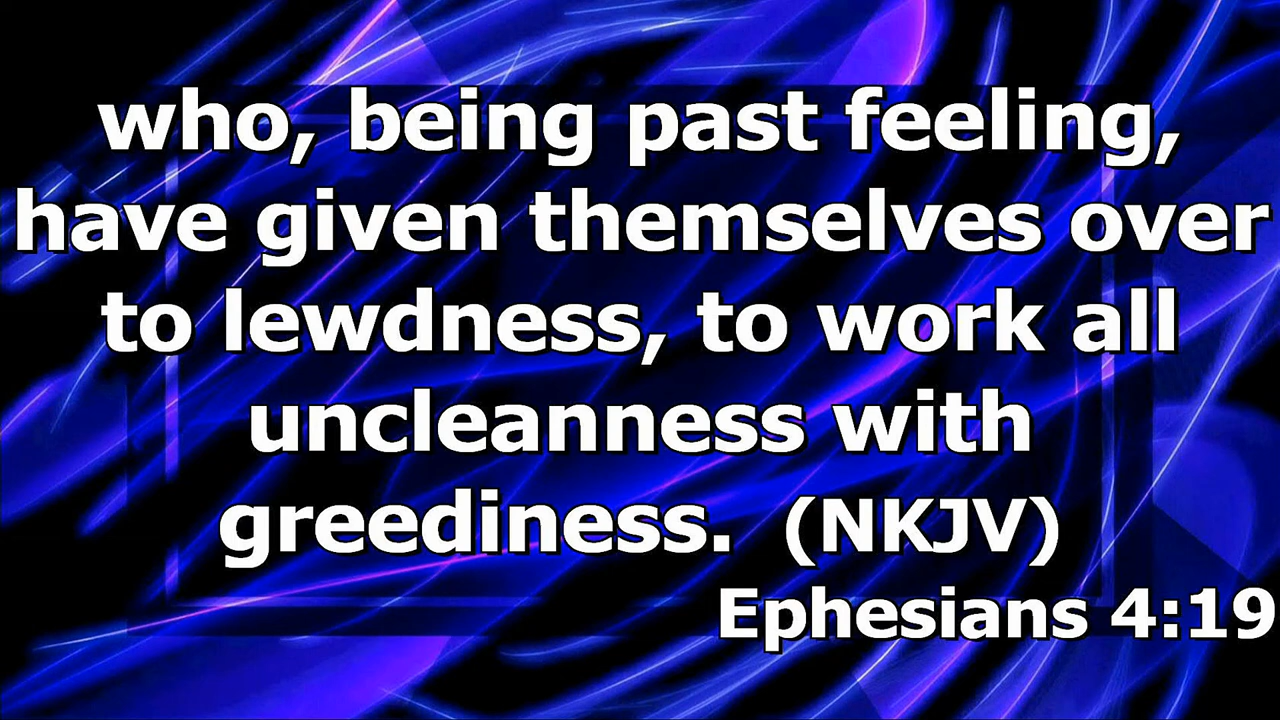 who, being past feeling,
have given themselves over
to lewdness, to work all
uncleanness with
greediness.  (NKJV)
Ephesians 4:19